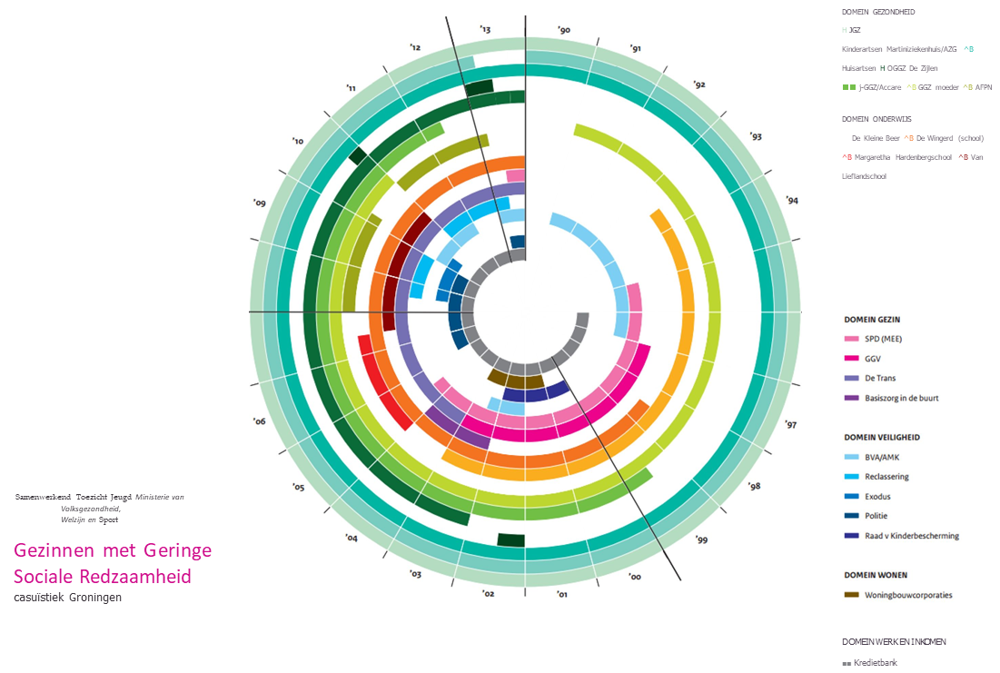 '90
'91
'92
'93
'94
'97
'98
'99
'00
'01
'02
'03
'04
'05
'06
'09
'10
'11
'12
'13
Samenwerkend Toezicht Jeugd Ministerie van
Volksgezondheid,
Welzijn en Sport
Gezinnen met Geringe
Sociale Redzaamheid
casuïstiek Groningen
DOMEIN GEZONDHEID
H JGZ
Kinderartsen Martiniziekenhuis/AZG ^B
Huisartsen H OGGZ De Zijlen
j-GGZ/Accare ^B GGZ moeder ^B AFPN
DOMEIN ONDERWIJS
De Kleine Beer ^B De Wingerd (school)
^B Margaretha Hardenbergschool ^B Van
Lieflandschool
DOMEIN GEZIN
SPD (MEE)
GGV
De Trans
Basiszorg in de buurt
DOMEIN VEILIGHEID
BVA/AMK
Reclassering
Exodus
Politie
Raad v Kinderbescherming
DOMEIN WONEN
Woningbouwcorporaties
DOMEIN WERK EN INKOMEN
Kredietbank